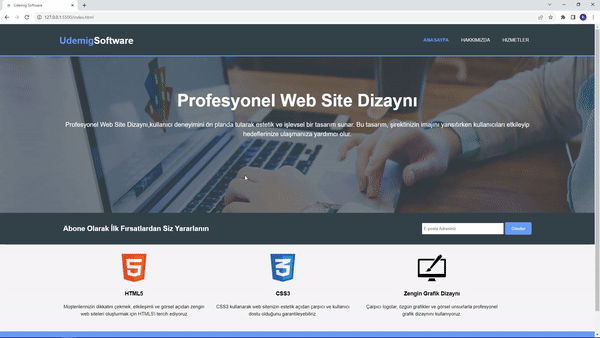 Udemig Software
127.0.0.1:5500/index.html
UdemigSoftware
ANASAYFA HAKKIMIZDA HİZMETLER
Profesyonel Web Site Dizaynı
Profesyonel Web Site Dizaynı,kullanıcı deneyimini ön planda tutarak estetik ve işlevsel bir tasarım sunar. Bu tasarım, şirketinizin imajını yansıtırken kullanıcıları etkileyip
hedeflerinize ulaşmanıza yardımcı olur.
Abone Olarak İlk Fırsatlardan Siz Yararlanın
E-posta Adresiniz
Gönder
HTML5
Müşterilerinizin dikkatini çekmek, etkileşimli ve görsel açıdan zengin
web siteleri oluşturmak için HTML5'i tercih ediyoruz
CSS3
CSS3 kullanarak web sitenizin estetik açıdan çarpıcı ve kullanıcı
dostu olduğunu garantileyebiliriz.
Zengin Grafik Dizaynı
Çarpıcı logolar, özgün grafikler ve görsel unsurlarla profesyonel
grafik dizaynını kullanıyoruz.